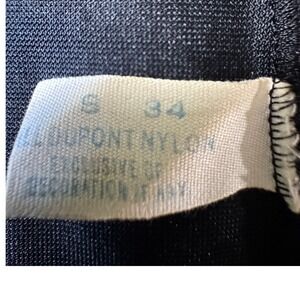 S 34
DUPONT NYLON
EXCLUSIVE OF
DECORATION IF ANY